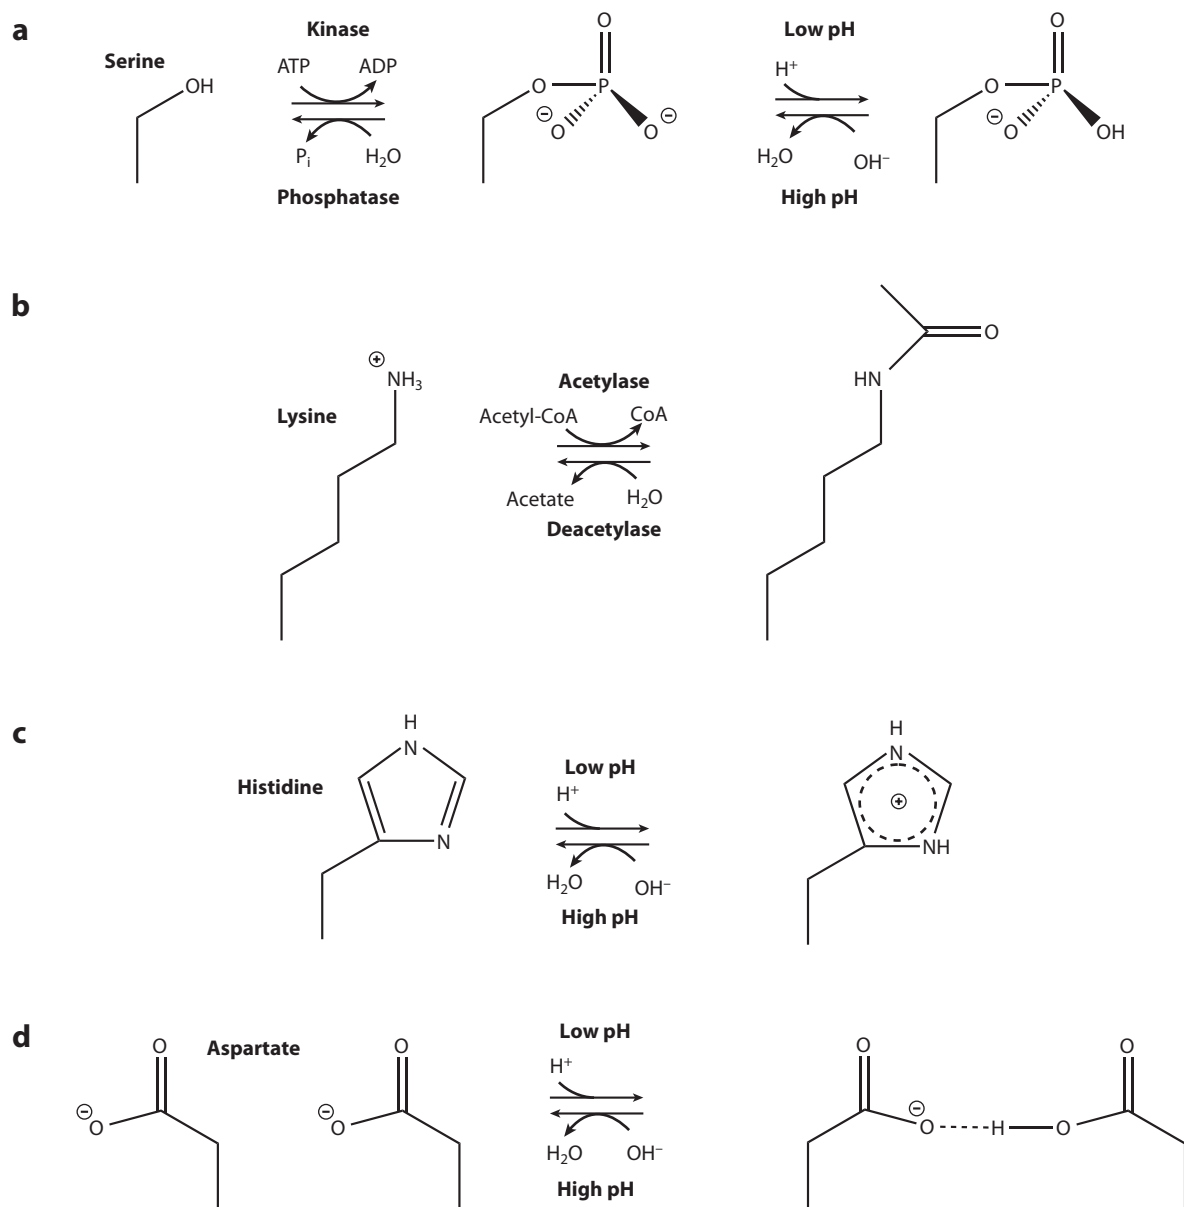 a
Kinase
Low pH
Serine
ATP ADP
H⁺
OH
O
O P
⊖ O O ⊖
O
O P
⊖ O OH
Pᵢ H₂O
H₂O OH⁻
Phosphatase
High pH
b
O
⊕
NH₃
HN
Lysine
Acetylase
Acetyl-CoA CoA
Acetate H₂O
Deacetylase
c
H
N
N
Histidine
Low pH
H⁺
H₂O OH⁻
High pH
H
N
⊕
NH
d
Aspartate
O
⊖ O
O
⊖ O
Low pH
H⁺
H₂O OH⁻
High pH
O
⊖
O H O
O